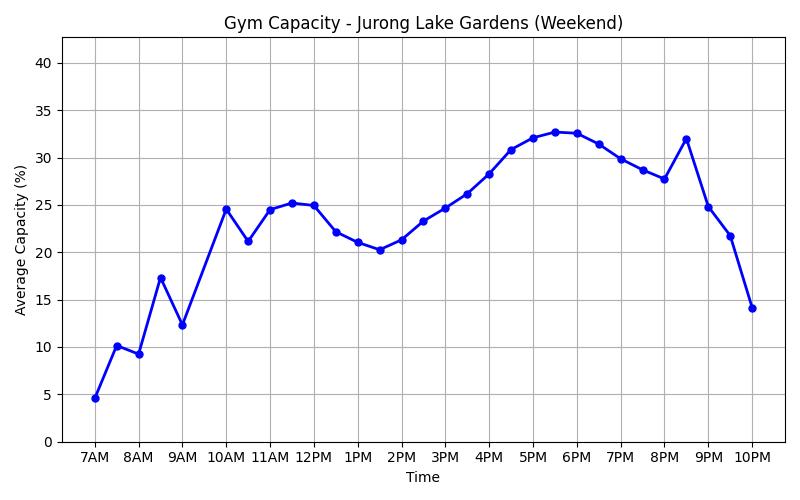 Gym Capacity - Jurong Lake Gardens (Weekend)
Average Capacity (%)
40
35
30
25
20
15
10
5
0
7AM 8AM 9AM 10AM 11AM 12PM 1PM 2PM 3PM 4PM 5PM 6PM 7PM 8PM 9PM 10PM
Time